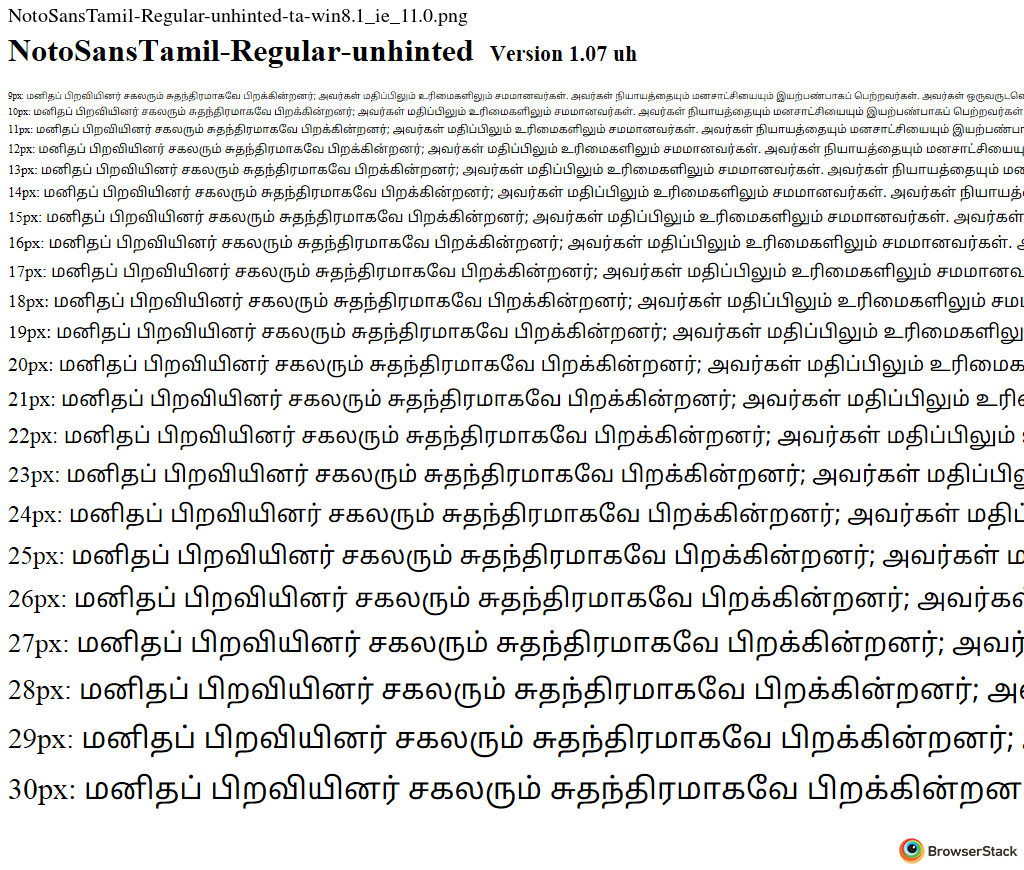 NotoSansTamil-Regular-unhinted-ta-win8.1_ie_11.0.png
NotoSansTamil-Regular-unhinted Version 1.07 uh
9px: மனிதப் பிறவியினர் சகலரும் சுதந்திரமாகவே பிறக்கின்றனர்; அவர்கள் மதிப்பிலும் உரிமைகளிலும் சமமானவர்கள். அவர்கள் நியாயத்தையும் மனசாட்சியையும் இயற்பண்பாகப் பெற்றவர்கள். அவர்கள்
10px: மனிதப் பிறவியினர் சகலரும் சுதந்திரமாகவே பிறக்கின்றனர்; அவர்கள் மதிப்பிலும் உரிமைகளிலும் சமமானவர்கள். அவர்கள் நியாயத்தையும் மனசாட்சியையும் இயற்பண்பாகப் பெற்றவர்கள்.
11px: மனிதப் பிறவியினர் சகலரும் சுதந்திரமாகவே பிறக்கின்றனர்; அவர்கள் மதிப்பிலும் உரிமைகளிலும் சமமானவர்கள். அவர்கள் நியாயத்தையும் மனசாட்சியையும்
12px: மனிதப் பிறவியினர் சகலரும் சுதந்திரமாகவே பிறக்கின்றனர்; அவர்கள் மதிப்பிலும் உரிமைகளிலும் சமமானவர்கள். அவர்கள் நியாயத்தையும்
13px: மனிதப் பிறவியினர் சகலரும் சுதந்திரமாகவே பிறக்கின்றனர்; அவர்கள் மதிப்பிலும் உரிமைகளிலும் சமமானவர்கள். அவர்கள் நியாயத்தையும்
14px: மனிதப் பிறவியினர் சகலரும் சுதந்திரமாகவே பிறக்கின்றனர்; அவர்கள் மதிப்பிலும் உரிமைகளிலும் சமமானவர்கள். அவர்கள்
15px: மனிதப் பிறவியினர் சகலரும் சுதந்திரமாகவே பிறக்கின்றனர்; அவர்கள் மதிப்பிலும் உரிமைகளிலும் சமமானவர்கள். அவர்கள்
16px: மனிதப் பிறவியினர் சகலரும் சுதந்திரமாகவே பிறக்கின்றனர்; அவர்கள் மதிப்பிலும் உரிமைகளிலும் சமமானவர்கள்.
17px: மனிதப் பிறவியினர் சகலரும் சுதந்திரமாகவே பிறக்கின்றனர்; அவர்கள் மதிப்பிலும் உரிமைகளிலும்
18px: மனிதப் பிறவியினர் சகலரும் சுதந்திரமாகவே பிறக்கின்றனர்; அவர்கள் மதிப்பிலும் உரிமைகளிலும்
19px: மனிதப் பிறவியினர் சகலரும் சுதந்திரமாகவே பிறக்கின்றனர்; அவர்கள் மதிப்பிலும்
20px: மனிதப் பிறவியினர் சகலரும் சுதந்திரமாகவே பிறக்கின்றனர்; அவர்கள் மதிப்பிலும்
21px: மனிதப் பிறவியினர் சகலரும் சுதந்திரமாகவே பிறக்கின்றனர்; அவர்கள் மதிப்பிலும்
22px: மனிதப் பிறவியினர் சகலரும் சுதந்திரமாகவே பிறக்கின்றனர்; அவர்கள் மதிப்பிலும்
23px: மனிதப் பிறவியினர் சகலரும் சுதந்திரமாகவே பிறக்கின்றனர்; அவர்கள்
24px: மனிதப் பிறவியினர் சகலரும் சுதந்திரமாகவே பிறக்கின்றனர்; அவர்கள்
25px: மனிதப் பிறவியினர் சகலரும் சுதந்திரமாகவே பிறக்கின்றனர்; அவர்கள்
26px: மனிதப் பிறவியினர் சகலரும் சுதந்திரமாகவே பிறக்கின்றனர்;
27px: மனிதப் பிறவியினர் சகலரும் சுதந்திரமாகவே பிறக்கின்றனர்;
28px: மனிதப் பிறவியினர் சகலரும் சுதந்திரமாகவே பிறக்கின்றனர்;
29px: மனிதப் பிறவியினர் சகலரும் சுதந்திரமாகவே பிறக்கின்றனர்;
30px: மனிதப் பிறவியினர் சகலரும் சுதந்திரமாகவே
BrowserStack